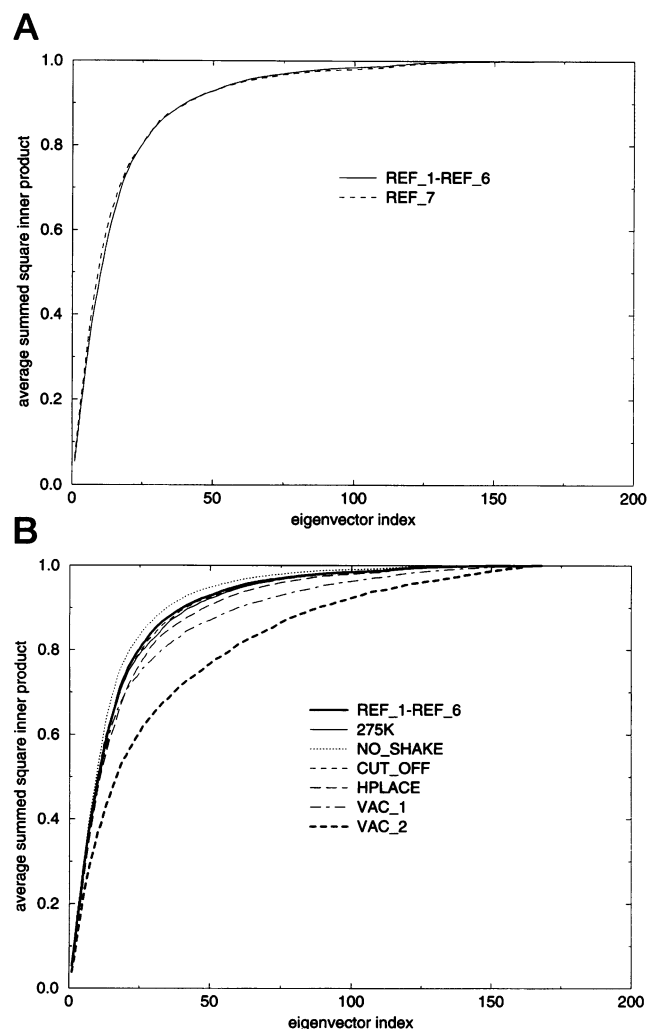 A
average summed square inner product
1.0
0.8
0.6
0.4
0.2
0.0
REF_1-REF_6
REF_7
0 50 100 150 200
eigenvector index
B
average summed square inner product
1.0
0.8
0.6
0.4
0.2
0.0
REF_1-REF_6
275K
NO_SHAKE
CUT_OFF
HPLACE
VAC_1
VAC_2
0 50 100 150 200
eigenvector index